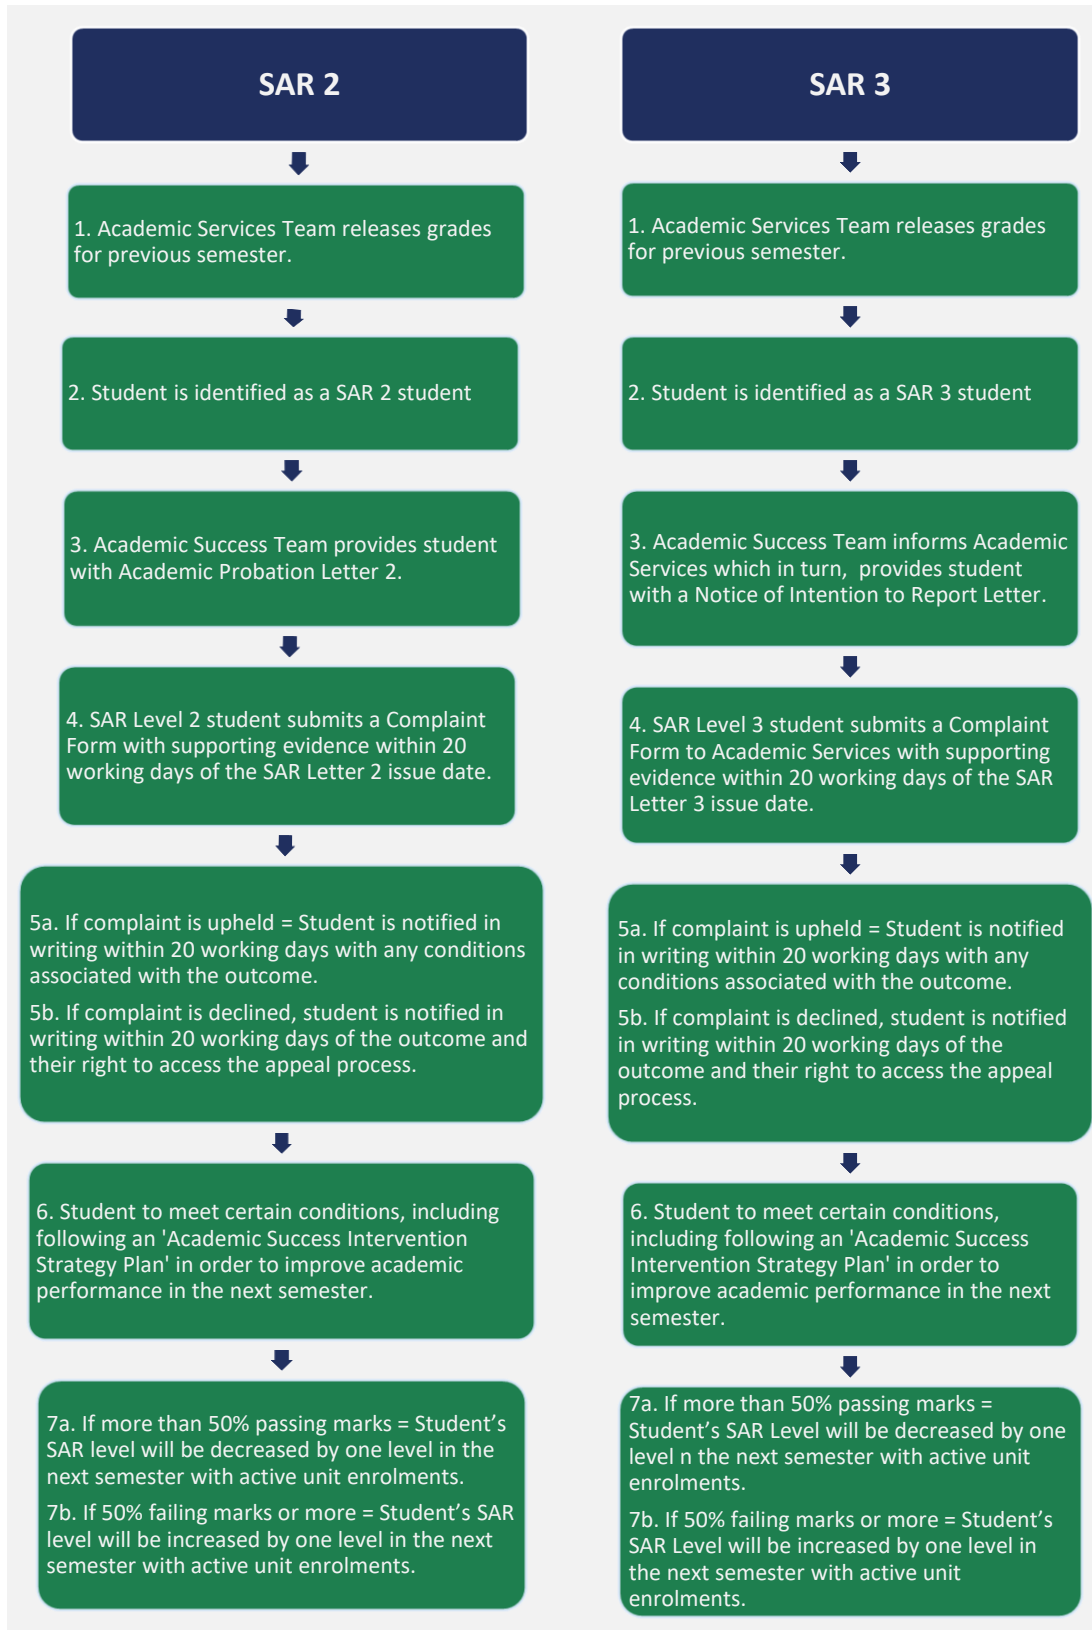 SAR 2
1. Academic Services Team releases grades
for previous semester.
2. Student is identified as a SAR 2 student
3. Academic Success Team provides student
with Academic Probation Letter 2.
4. SAR Level 2 student submits a Complaint
Form with supporting evidence within 20
working days of the SAR Letter 2 issue date.
5a. If complaint is upheld = Student is notified in
writing within 20 working days with any conditions
associated with the outcome.
5b. If complaint is declined, student is notified in
writing within 20 working days of the outcome and
their right to access the appeal process.
6. Student to meet certain conditions, including
following an 'Academic Success Intervention
Strategy Plan' in order to improve academic
performance in the next semester.
7a. If more than 50% passing marks = Student’s
SAR level will be decreased by one level in the
next semester with active unit enrolments.
7b. If 50% failing marks or more = Student’s SAR
level will be increased by one level in the next
semester with active unit enrolments.
SAR 3
1. Academic Services Team releases grades
for previous semester.
2. Student is identified as a SAR 3 student
3. Academic Success Team informs Academic
Services which in turn, provides student
with a Notice of Intention to Report Letter.
4. SAR Level 3 student submits a Complaint
Form to Academic Services with supporting
evidence within 20 working days of the SAR
Letter 3 issue date.
5a. If complaint is upheld = Student is notified
in writing within 20 working days with any
conditions associated with the outcome.
5b. If complaint is declined, student is notified
in writing within 20 working days of the
outcome and their right to access the appeal
process.
6. Student to meet certain conditions,
including following an 'Academic Success
Intervention Strategy Plan' in order to
improve academic performance in the next
semester.
7a. If more than 50% passing marks =
Student’s SAR Level will be decreased by one
level n the next semester with active unit
enrolments.
7b. If 50% failing marks or more = Student’s
SAR Level will be increased by one level in
the next semester with active unit
enrolments.